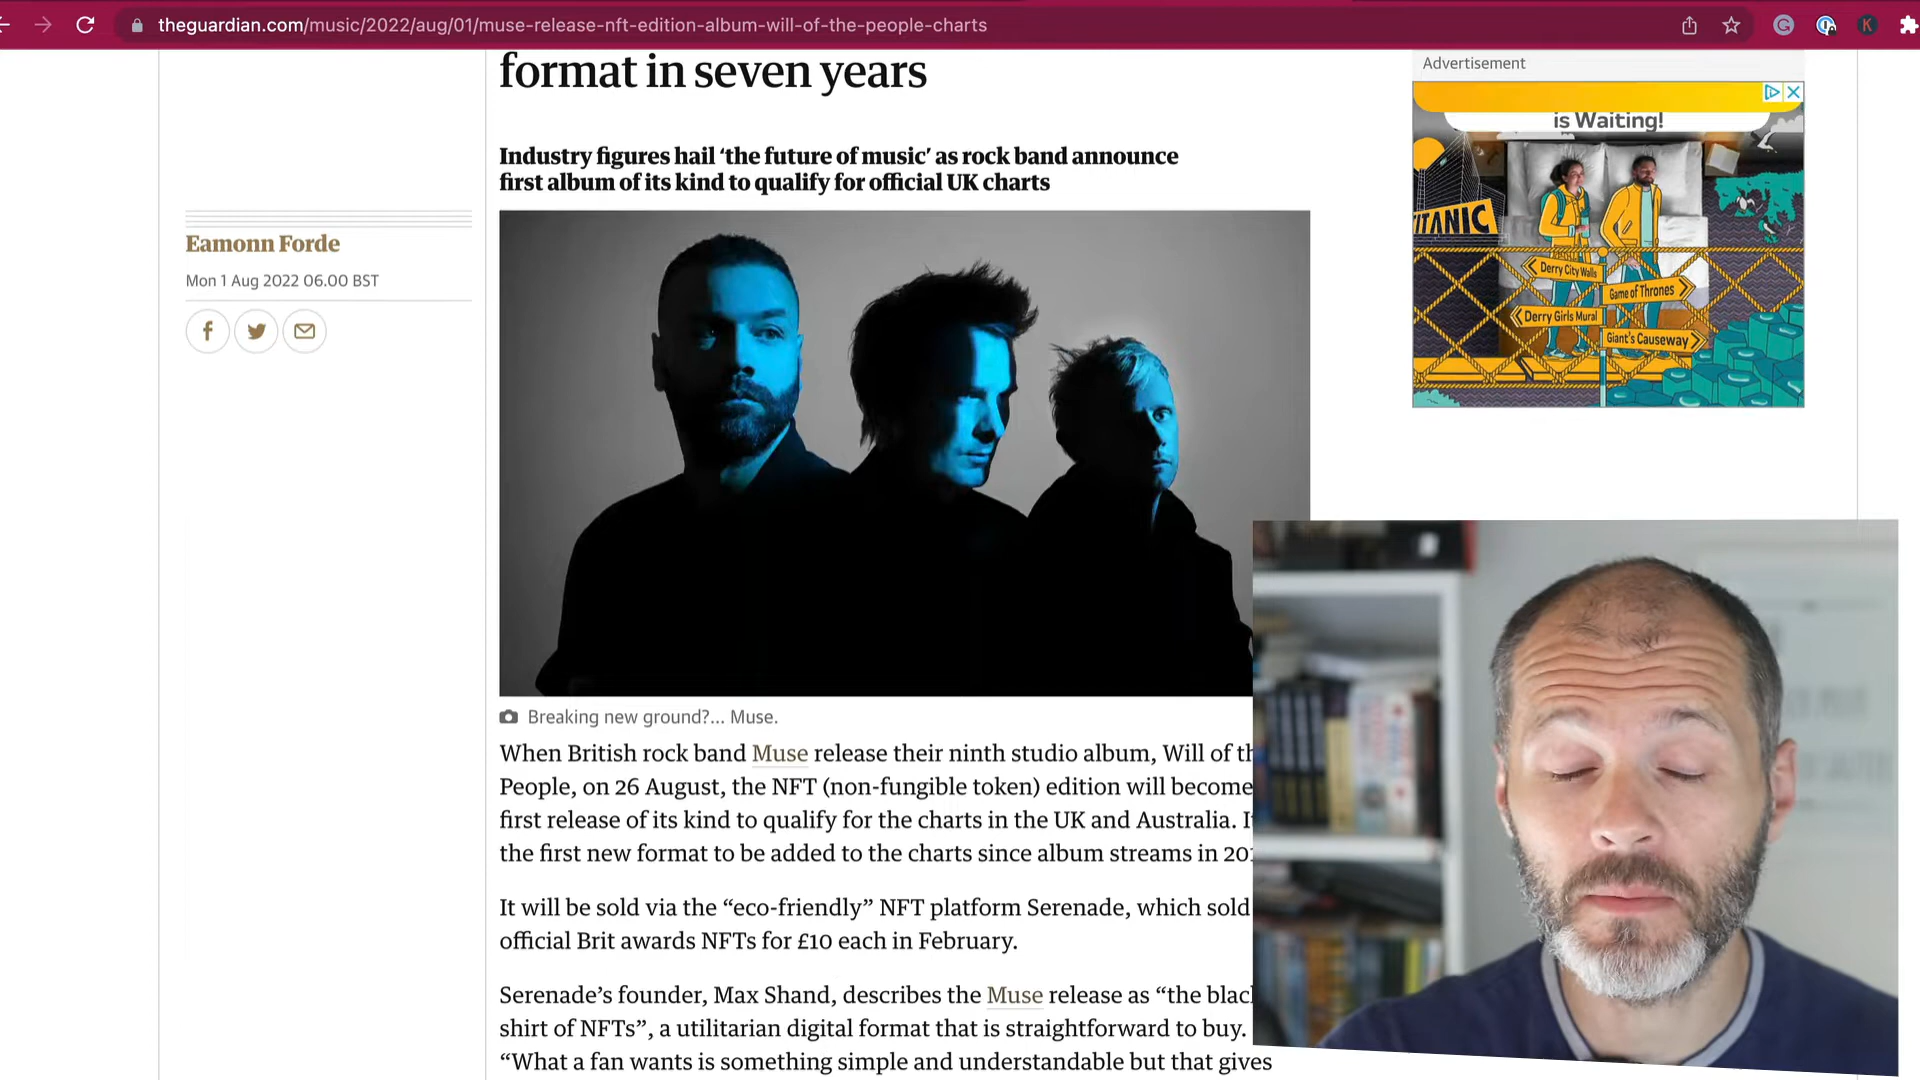 theguardian.com/music/2022/aug/01/muse-release-nft-edition-album-will-of-the-people-charts
K
format in seven years
Advertisement
is Waiting!
TITANIC
Derry City Walls
Game of Thrones
Derry Girls Mural
Giant's Causeway
Industry figures hail ‘the future of music’ as rock band announce
first album of its kind to qualify for official UK charts
Eamonn Forde
Mon 1 Aug 2022 06.00 BST
Breaking new ground?... Muse.
When British rock band Muse release their ninth studio album, Will of th
People, on 26 August, the NFT (non-fungible token) edition will become
first release of its kind to qualify for the charts in the UK and Australia. I
the first new format to be added to the charts since album streams in 201
It will be sold via the “eco-friendly” NFT platform Serenade, which sold
official Brit awards NFTs for £10 each in February.
Serenade’s founder, Max Shand, describes the Muse release as “the blac
shirt of NFTs”, a utilitarian digital format that is straightforward to buy.
“What a fan wants is something simple and understandable but that gives